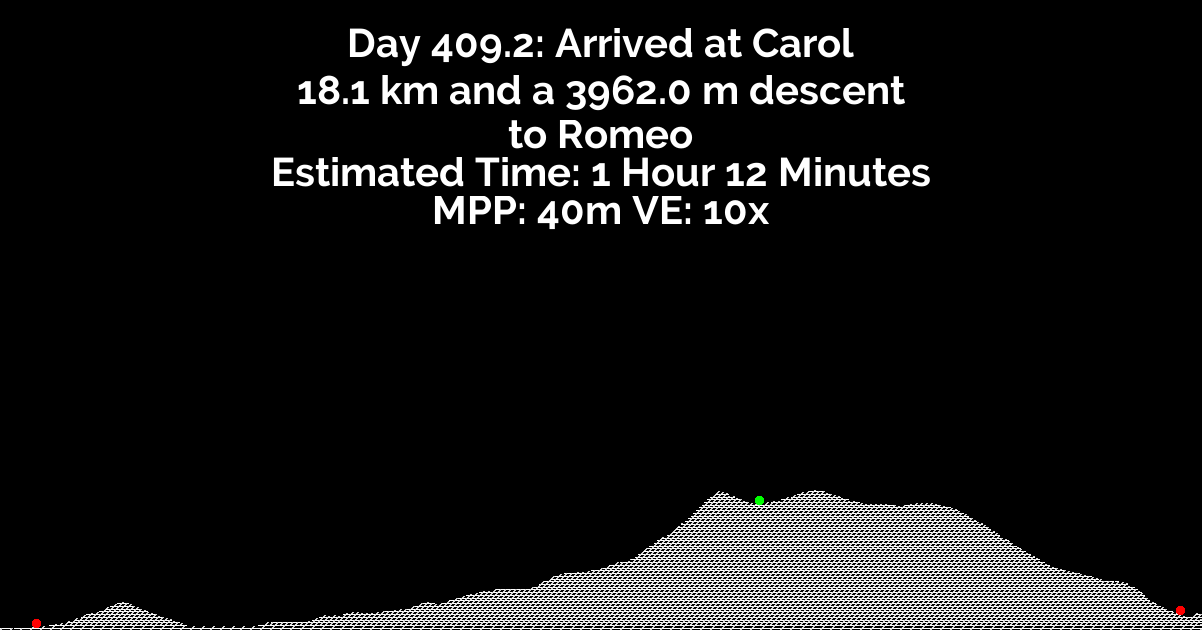 Day 409.2: Arrived at Carol
18.1 km and a 3962.0 m descent
to Romeo
Estimated Time: 1 Hour 12 Minutes
MPP: 40m VE: 10x